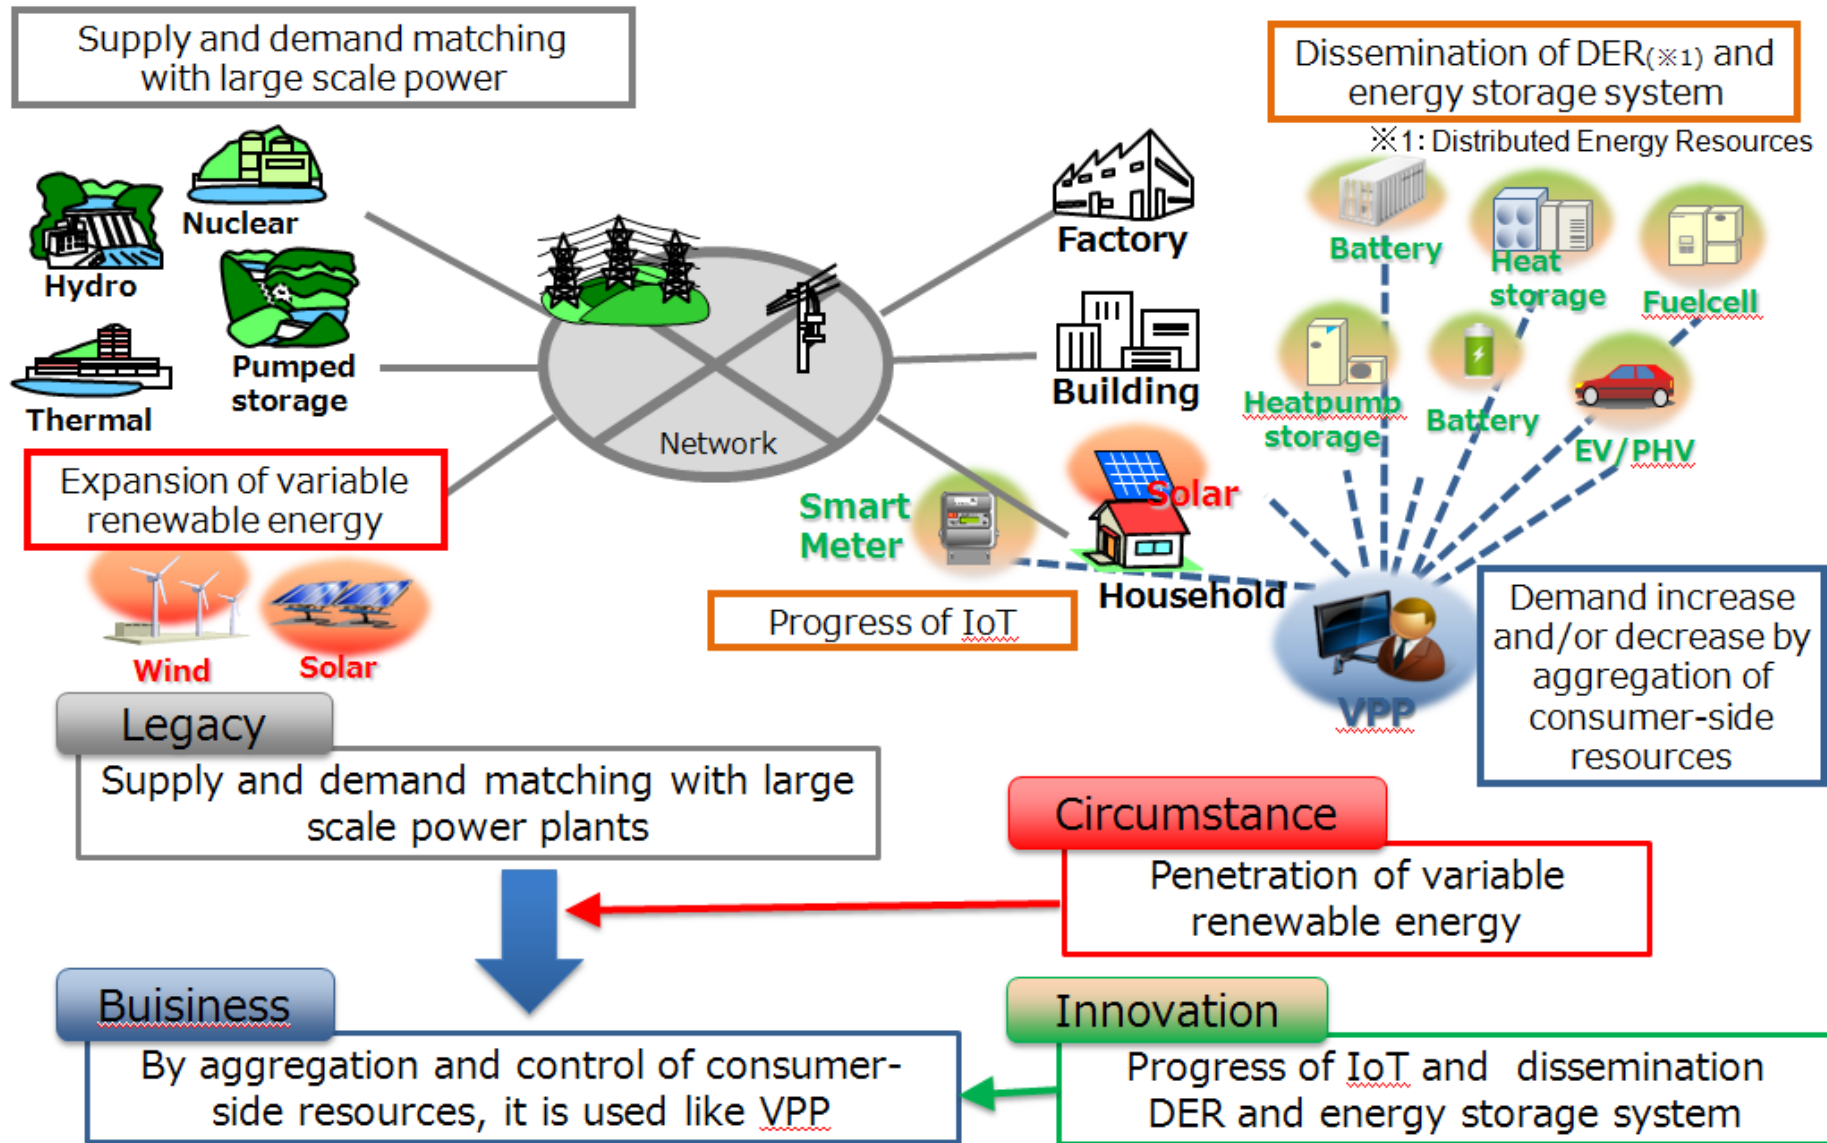 Supply and demand matching
with large scale power
Dissemination of DER(※1) and
energy storage system
※1: Distributed Energy Resources
Nuclear
Hydro
Pumped
storage
Thermal
Network
Factory
Building
Battery
Heat
storage
Fuelcell
Heatpump
storage
Battery
EV/PHV
Expansion of variable
renewable energy
Wind
Solar
Smart
Meter
Solar
Household
Progress of IoT
VPP
Demand increase
and/or decrease by
aggregation of
consumer-side
resources
Legacy
Supply and demand matching with large
scale power plants
Circumstance
Penetration of variable
renewable energy
Buisiness
By aggregation and control of consumer-
side resources, it is used like VPP
Innovation
Progress of IoT and dissemination
DER and energy storage system